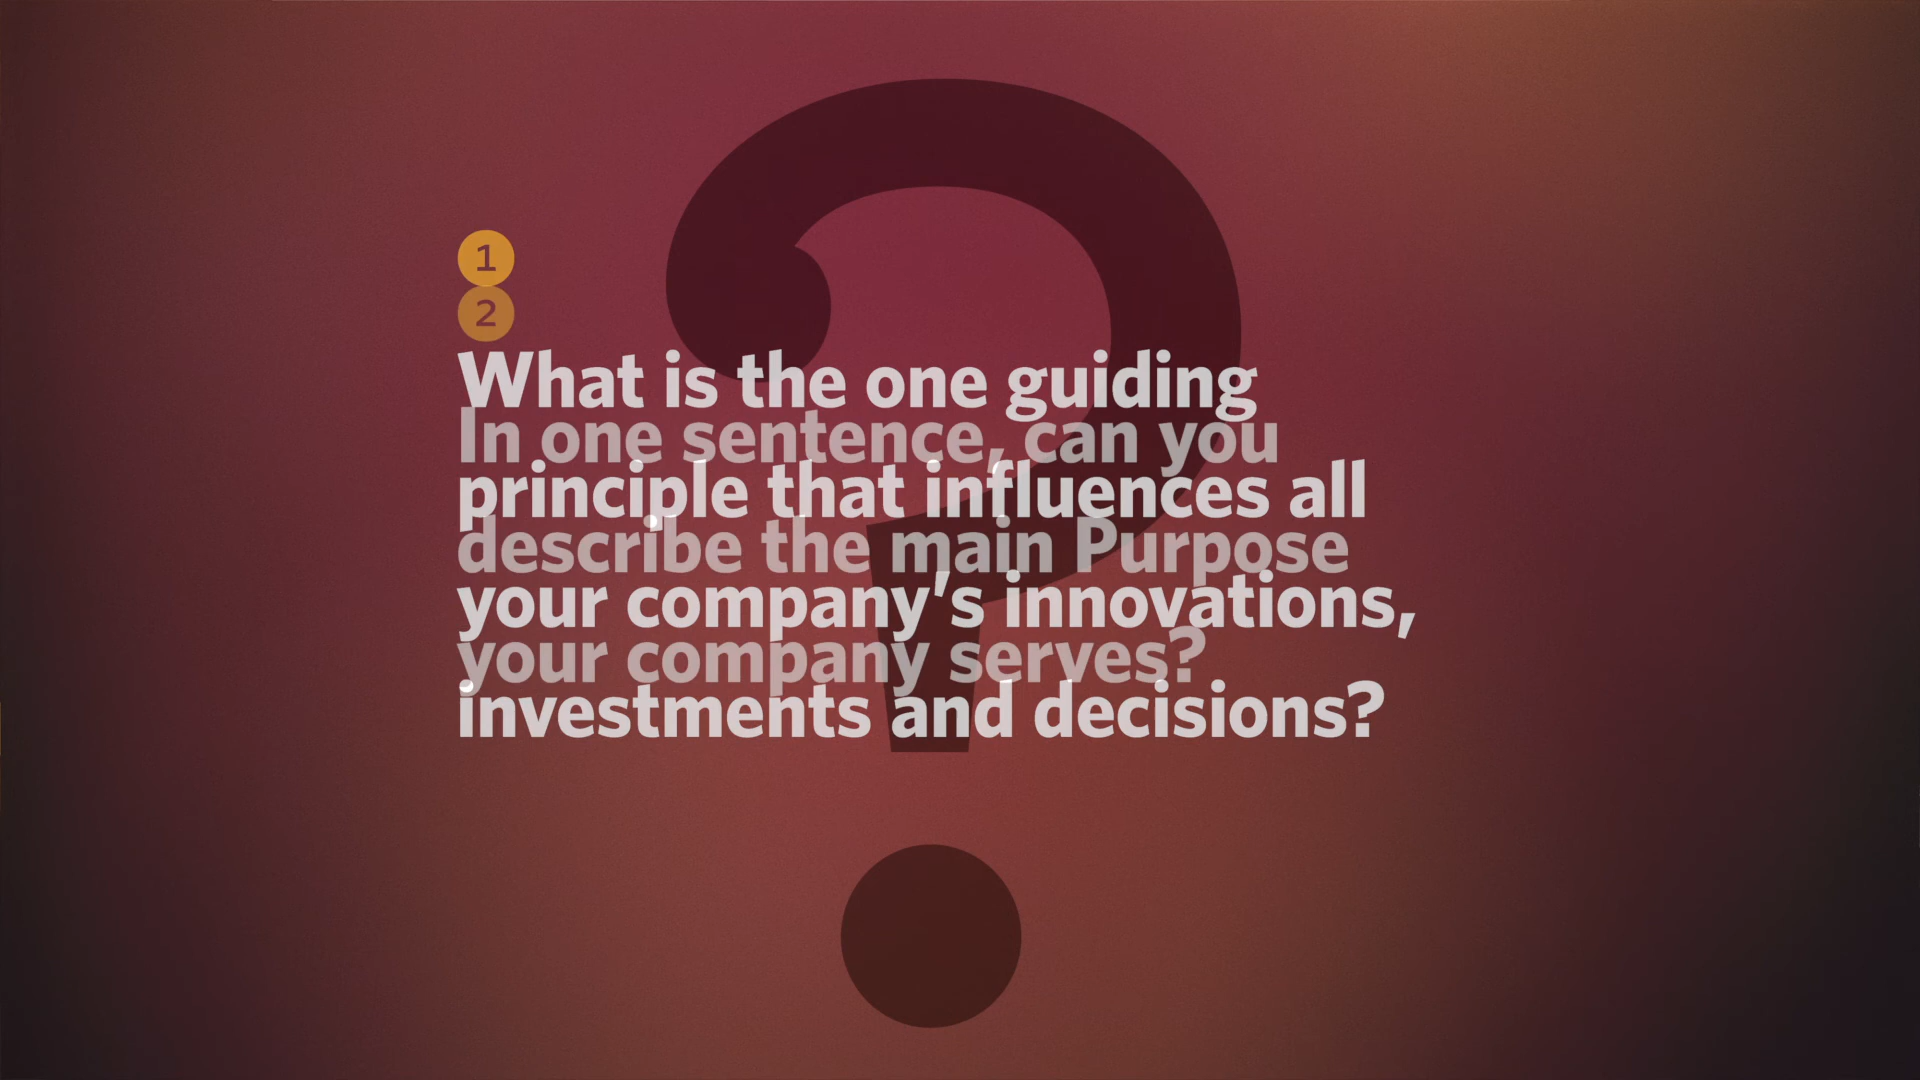 1
What is the one guiding
principle that influences all
your company's innovations,
investments and decisions?
2
In one sentence, can you
describe the main Purpose
your company serves?